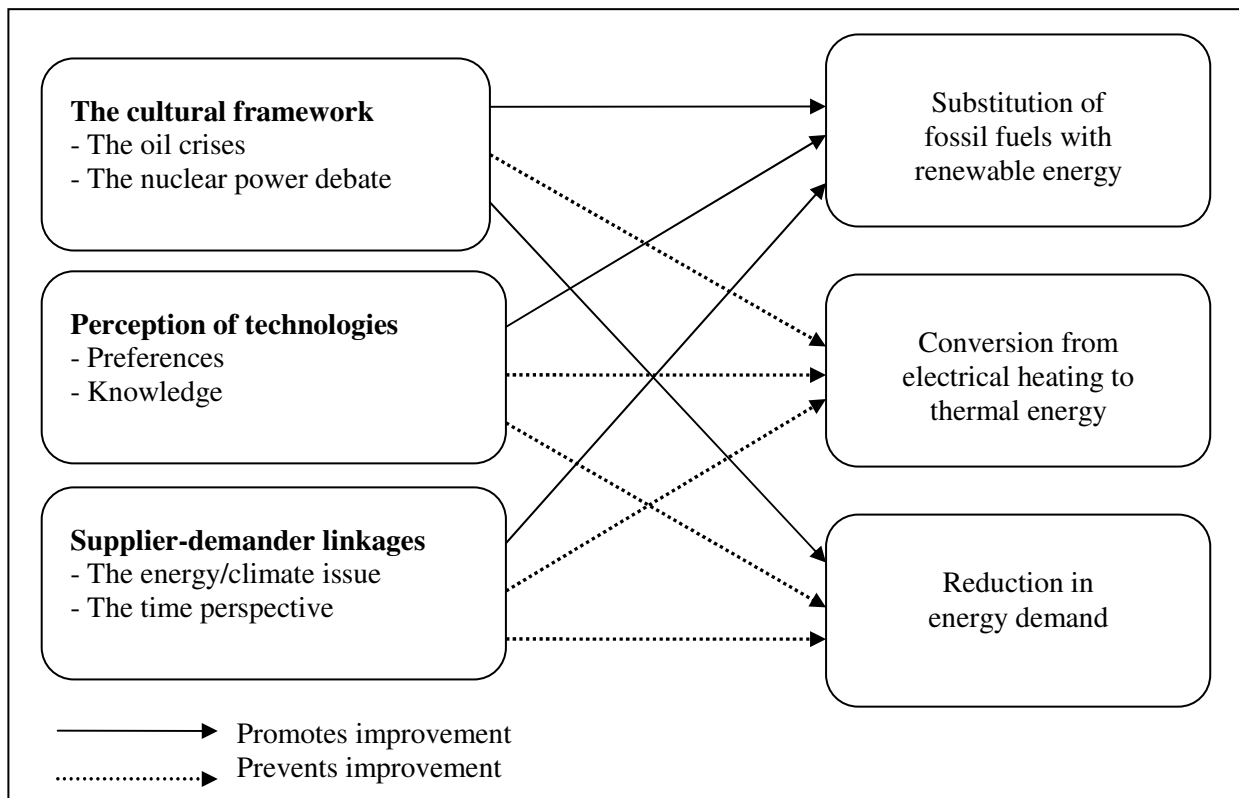 The cultural framework
- The oil crises
- The nuclear power debate
Perception of technologies
- Preferences
- Knowledge
Supplier-demander linkages
- The energy/climate issue
- The time perspective
Substitution of
fossil fuels with
renewable energy
Conversion from
electrical heating to
thermal energy
Reduction in
energy demand
Promotes improvement
Prevents improvement